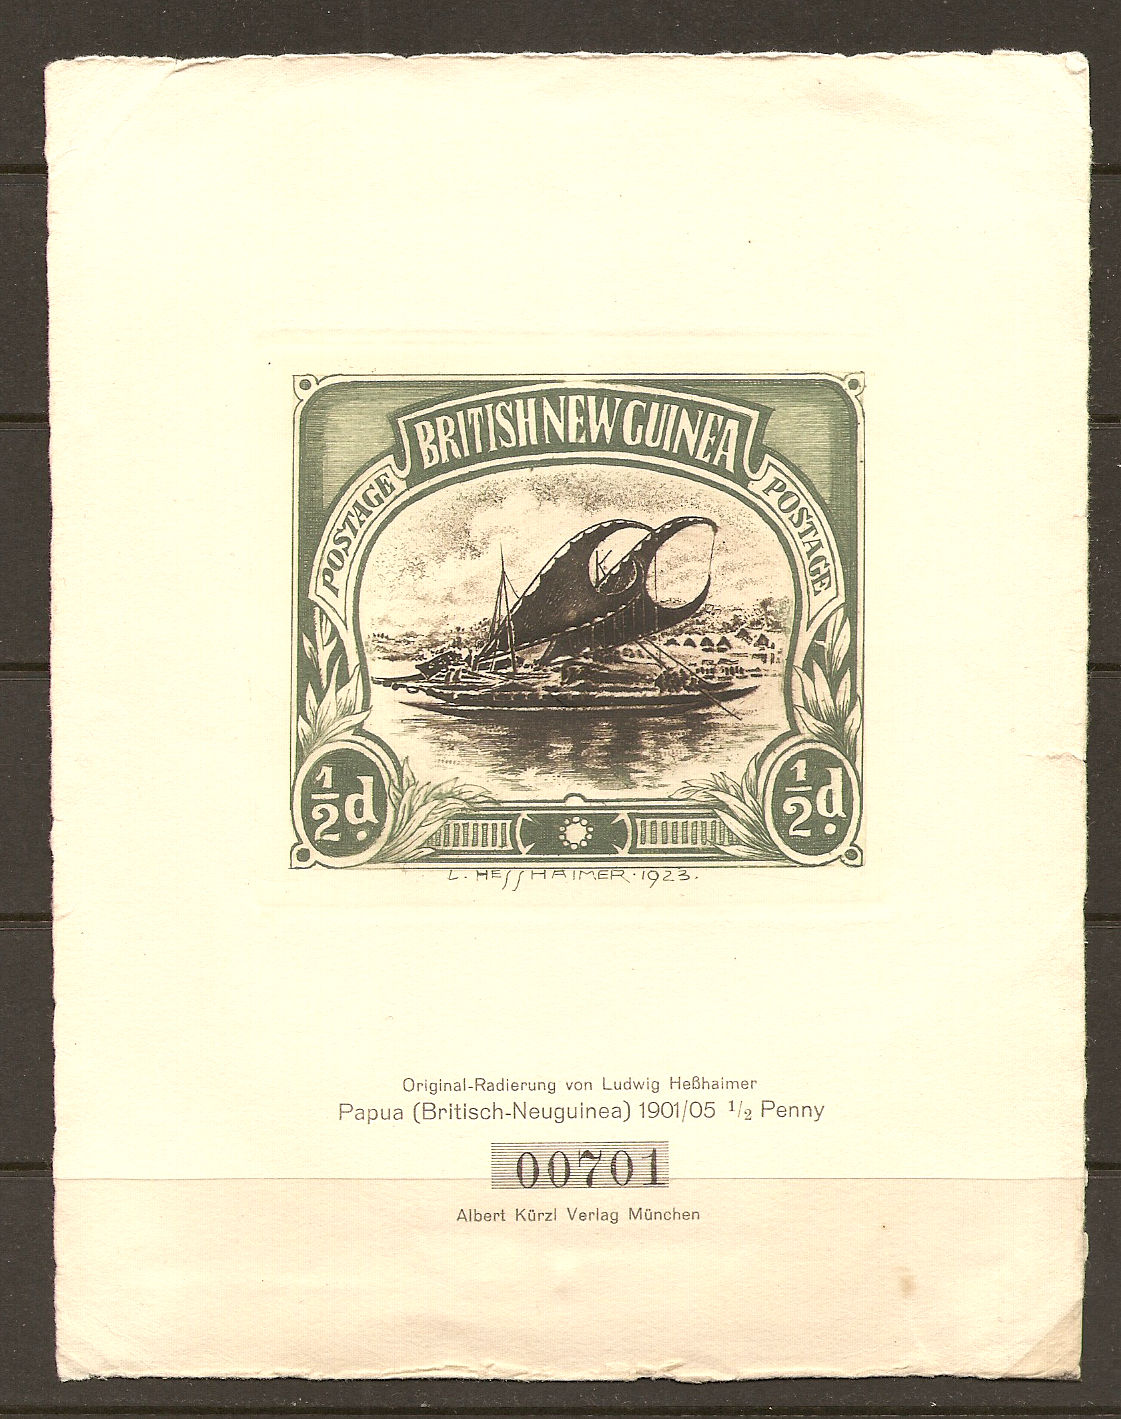 BRITISH NEW GUINEA
POSTAGE
POSTAGE
1/2d.
1/2d.
L. HEſſHAIMER · 1923.
Original-Radierung von Ludwig Heßhaimer
Papua (Britisch-Neuguinea) 1901/05 1/2 Penny
00701
Albert Kürzl Verlag München